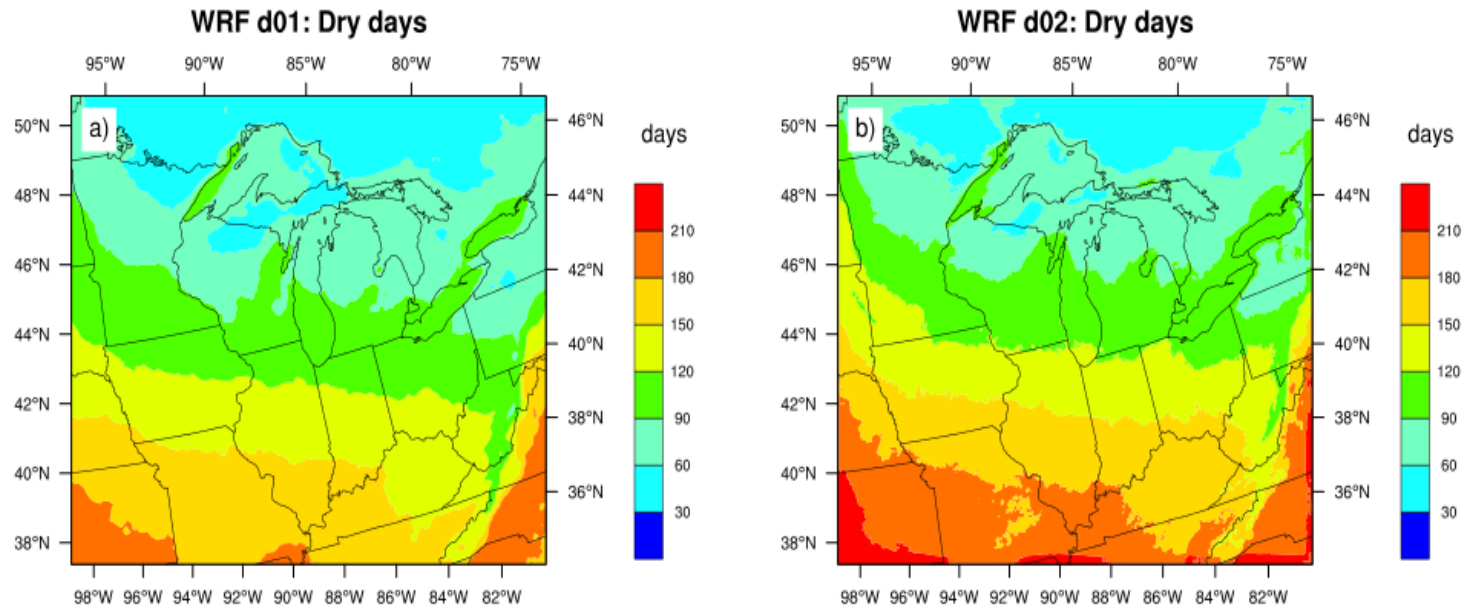 WRF d01: Dry days
95°W 90°W 85°W 80°W 75°W
a)
50°N
48°N
46°N
44°N
42°N
40°N
38°N
46°N
44°N
42°N
40°N
38°N
36°N
98°W 96°W 94°W 92°W 90°W 88°W 86°W 84°W 82°W
days
210
180
150
120
90
60
30
WRF d02: Dry days
95°W 90°W 85°W 80°W 75°W
b)
50°N
48°N
46°N
44°N
42°N
40°N
38°N
46°N
44°N
42°N
40°N
38°N
36°N
98°W 96°W 94°W 92°W 90°W 88°W 86°W 84°W 82°W
days
210
180
150
120
90
60
30